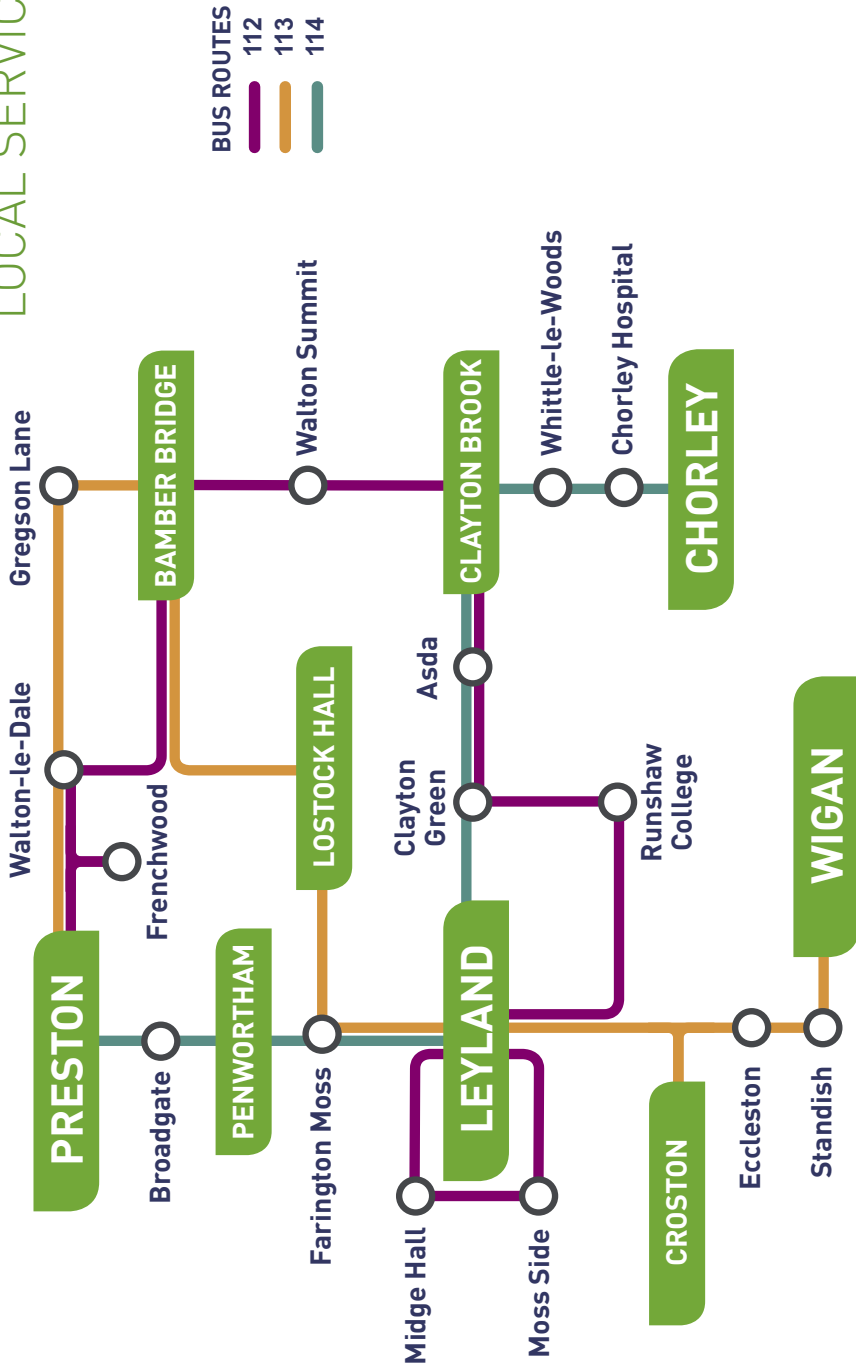 LOCAL SERVIC
Walton-le-Dale
Gregson Lane
PRESTON
Frenchwood
Broadgate
BAMBER BRIDGE
BUS ROUTES
112
113
114
PENWORTHAM
Walton Summit
Farington Moss
LOSTOCK HALL
Midge Hall
Clayton
Green
Asda
LEYLAND
CLAYTON BROOK
Moss Side
Whittle-le-Woods
Chorley Hospital
Runshaw
College
CROSTON
CHORLEY
Eccleston
Standish
WIGAN